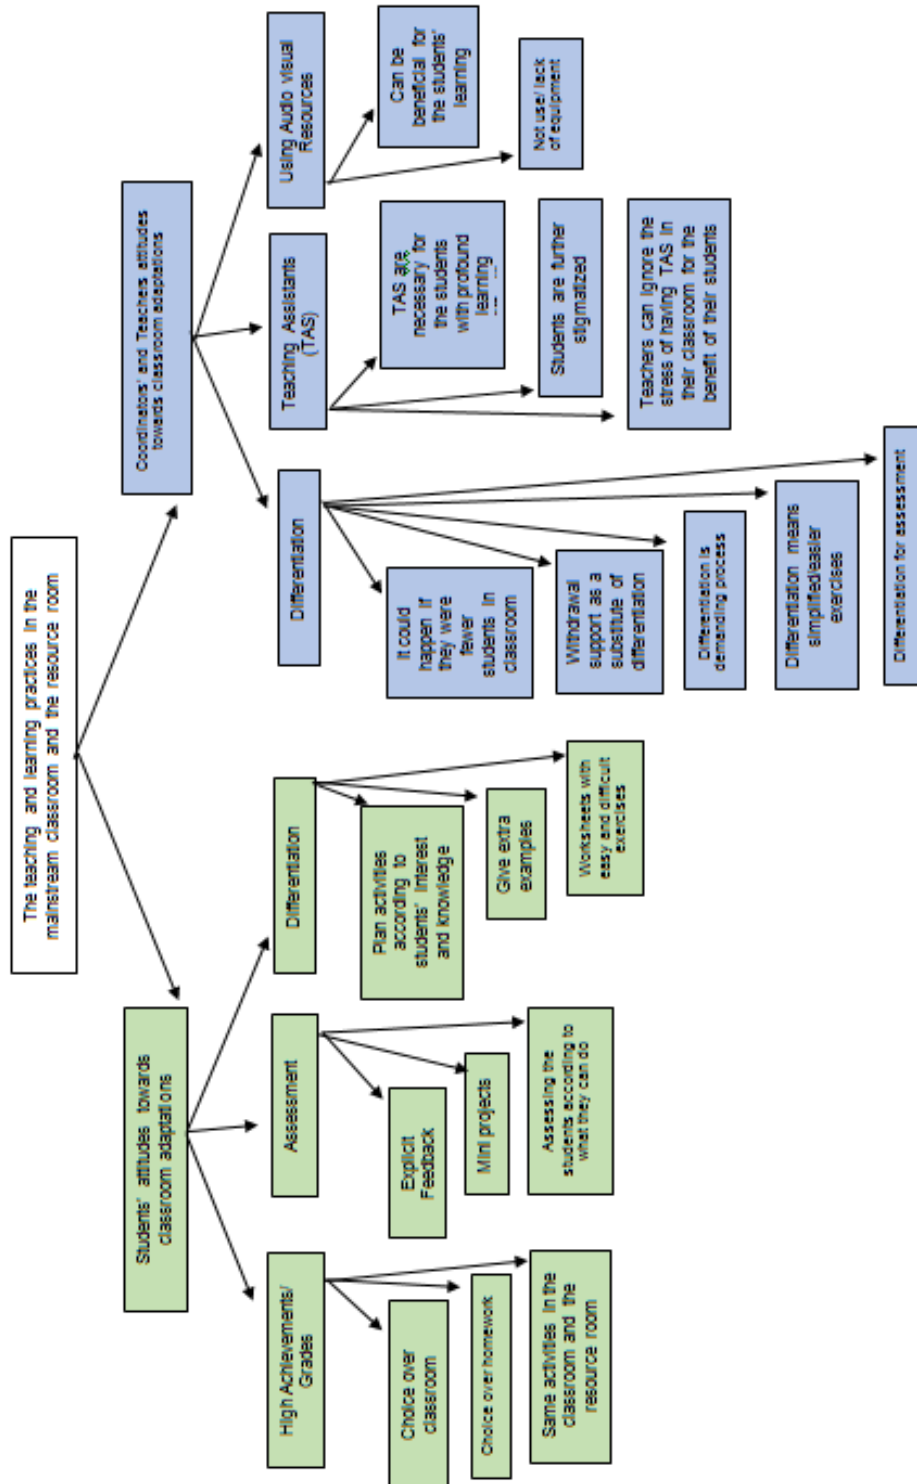 The teaching and learning practices in the
mainstream classroom and the resource room
Students' attitudes towards
classroom adaptations
Coordinators' and Teachers attitudes
towards classroom adaptations
High Achievements/
Grades
Assessment
Differentiation
Differentiation
Teaching Assistants
(TAS)
Using Audio visual
Resources
Choice over
classroom
Choice over homework
Same activities in the
classroom and the
resource room
Explicit
Feedback
Mini projects
Assessing the
students according to
what they can do
Plan activities
according to
students' interest
and knowledge
Give extra
examples
Worksheets with
easy and difficult
exercises
It could
happen if
they were
fewer
students in
classroom
Withdrawal
support as a
substitute of
differentiation
Differentiation is
demanding process
Differentiation means
simplified/easier
exercises
Differentiation for assessment
TAS are
necessary for
the students
with profound
learning
Students are further
stigmatized
Teachers can ignore the
stress of having TAS in
their classroom for the
benefit of their students
Can be
beneficial for
the students'
learning
Not use/ lack
of equipment